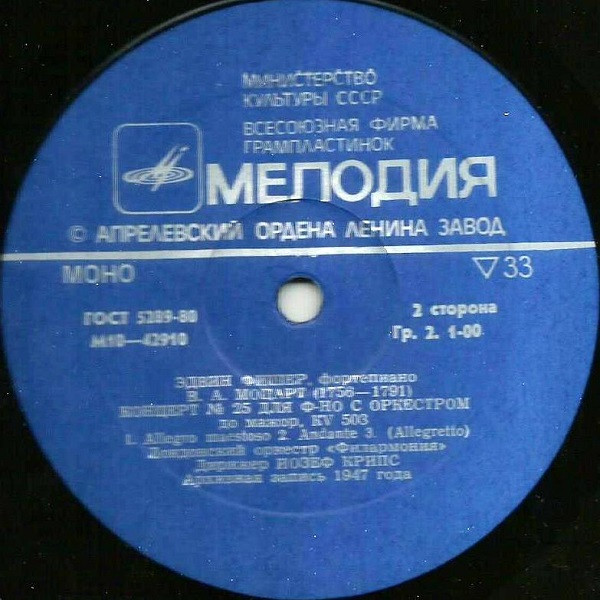 МИНИСТЕРСТВО
КУЛЬТУРЫ СССР
ВСЕСОЮЗНАЯ ФИРМА
ГРАМПЛАСТИНОК
МЕЛОДИЯ
© АПРЕЛЕВСКИЙ ОРДЕНА ЛЕНИНА ЗАВОД
МОНО ▽33
ГОСТ 5289-80 2 сторона
М10—42910 Гр. 2. 1-00
ЭДВИН ФИШЕР, фортепиано
В. А. МОЦАРТ (1756—1791)
КОНЦЕРТ № 25 ДЛЯ Ф-НО С ОРКЕСТРОМ
до мажор, KV 503
1. Allegro maestoso 2. Andante 3. (Allegretto)
Лондонский оркестр «Филармония»
Дирижер ИОЗЕФ КРИПС
Архивная запись 1947 года